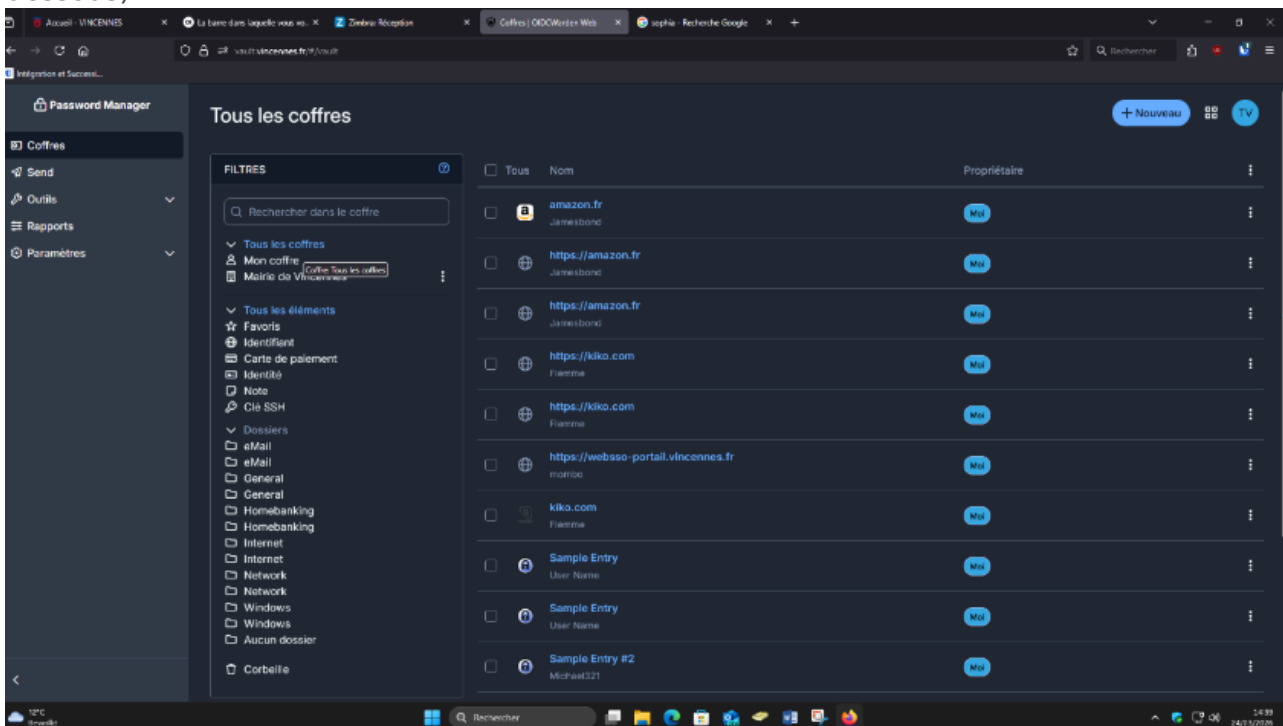 Accueil - VINCENNES
La barre dans laquelle vous vo...
Zimbra: Réception
Coffres | OIDCWarden Web
sophia - Recherche Google
vault.vincennes.fr/#/vault
Rechercher
Intégration et Successi...
Password Manager
Coffres
Send
Outils
Rapports
Paramètres
Tous les coffres
+ Nouveau
TV
FILTRES
Rechercher dans le coffre
Tous les coffres
Mon coffre
Coffre Tous les coffres
Mairie de Vincennes
Tous les éléments
Favoris
Identifiant
Carte de paiement
Identité
Note
Clé SSH
Dossiers
eMail
eMail
General
General
Homebanking
Homebanking
Internet
Internet
Network
Network
Windows
Windows
Aucun dossier
Corbeille
Tous Nom Propriétaire
amazon.fr
Jamesbond
Moi
https://amazon.fr
Jamesbond
Moi
https://amazon.fr
Jamesbond
Moi
https://kiko.com
Flemme
Moi
https://kiko.com
Flemme
Moi
https://websso-portail.vincennes.fr
mombo
Moi
kiko.com
Flemme
Moi
Sample Entry
User Name
Moi
Sample Entry
User Name
Moi
Sample Entry #2
Michael321
Moi
12°C
Rechercher
14:39
24/03/2026